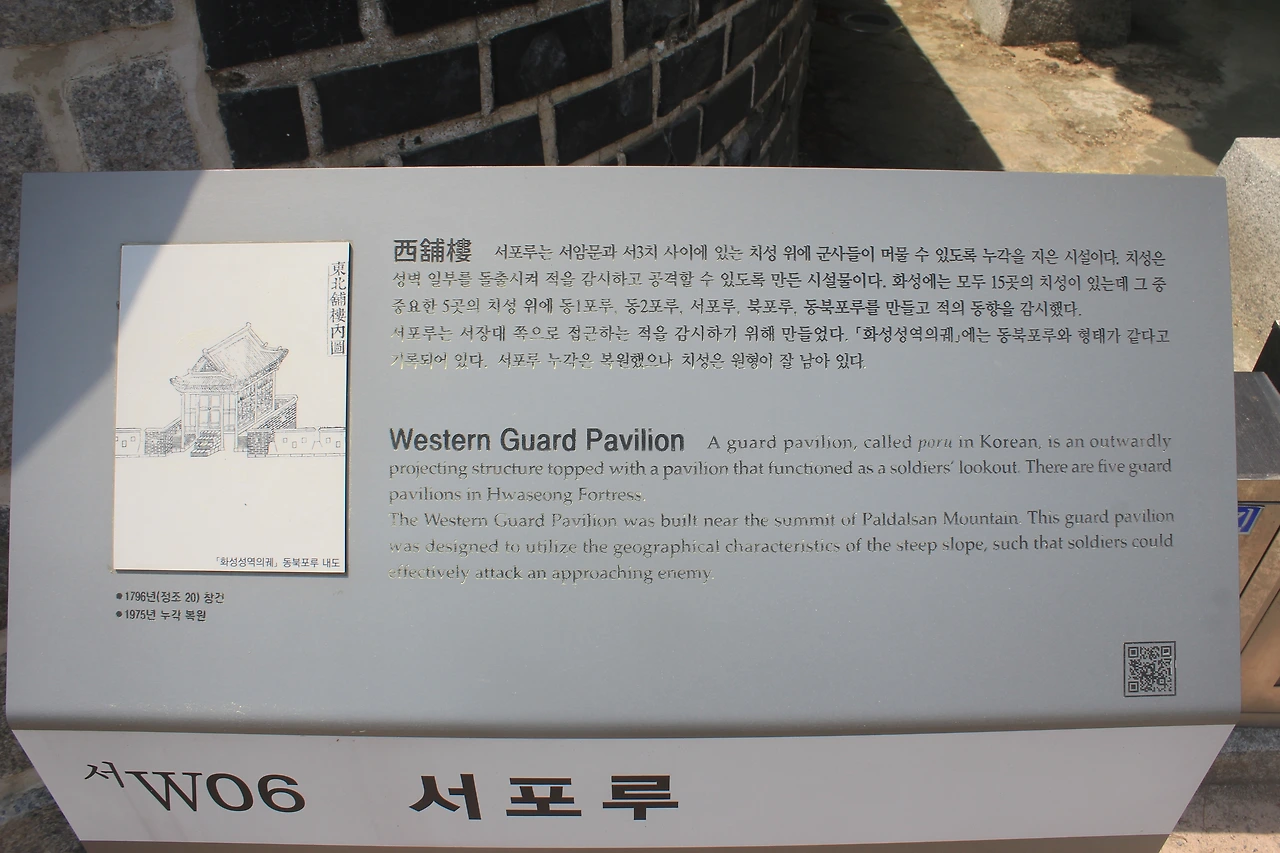 東北舖樓內圖
「화성성역의궤」 동북포루 내도
●1796년(정조 20) 창건
●1975년 누각 복원
西舖樓 서포루는 서암문과 서3치 사이에 있는 치성 위에 군사들이 머물 수 있도록 누각을 지은 시설이다. 치성은
성벽 일부를 돌출시켜 적을 감시하고 공격할 수 있도록 만든 시설물이다. 화성에는 모두 15곳의 치성이 있는데 그 중
중요한 5곳의 치성 위에 동1포루, 동2포루, 서포루, 북포루, 동북포루를 만들고 적의 동향을 감시했다.
서포루는 서장대 쪽으로 접근하는 적을 감시하기 위해 만들었다. 「화성성역의궤」에는 동북포루와 형태가 같다고
기록되어 있다. 서포루 누각은 복원했으나 치성은 원형이 잘 남아 있다.
Western Guard Pavilion A guard pavilion, called poru in Korean, is an outwardly
projecting structure topped with a pavilion that functioned as a soldiers' lookout. There are five guard
pavilions in Hwaseong Fortress.
The Western Guard Pavilion was built near the summit of Paldalsan Mountain. This guard pavilion
was designed to utilize the geographical characteristics of the steep slope, such that soldiers could
effectively attack an approaching enemy.
서W06 서포루